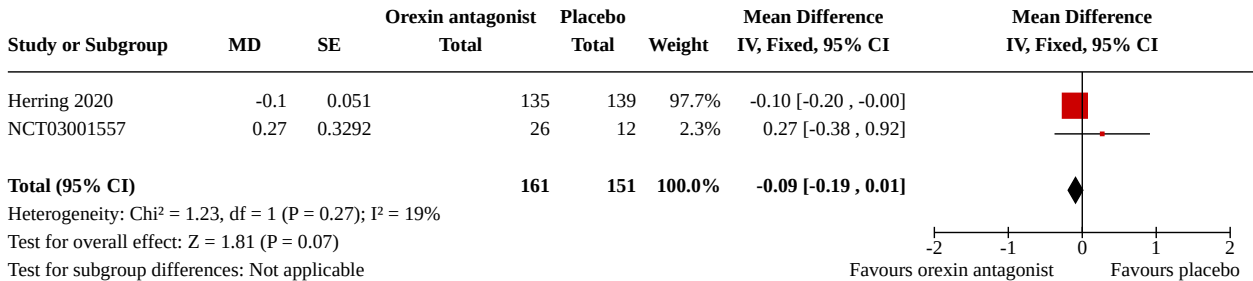 Orexin antagonist Placebo Mean Difference Mean Difference
Study or Subgroup MD SE Total Total Weight IV, Fixed, 95% CI IV, Fixed, 95% CI
Herring 2020 -0.1 0.051 135 139 97.7% -0.10 [-0.20 , -0.00]
NCT03001557 0.27 0.3292 26 12 2.3% 0.27 [-0.38 , 0.92]
Total (95% CI) 161 151 100.0% -0.09 [-0.19 , 0.01]
Heterogeneity: Chi² = 1.23, df = 1 (P = 0.27); I² = 19%
Test for overall effect: Z = 1.81 (P = 0.07)
-2 -1 0 1 2
Test for subgroup differences: Not applicable Favours orexin antagonist Favours placebo